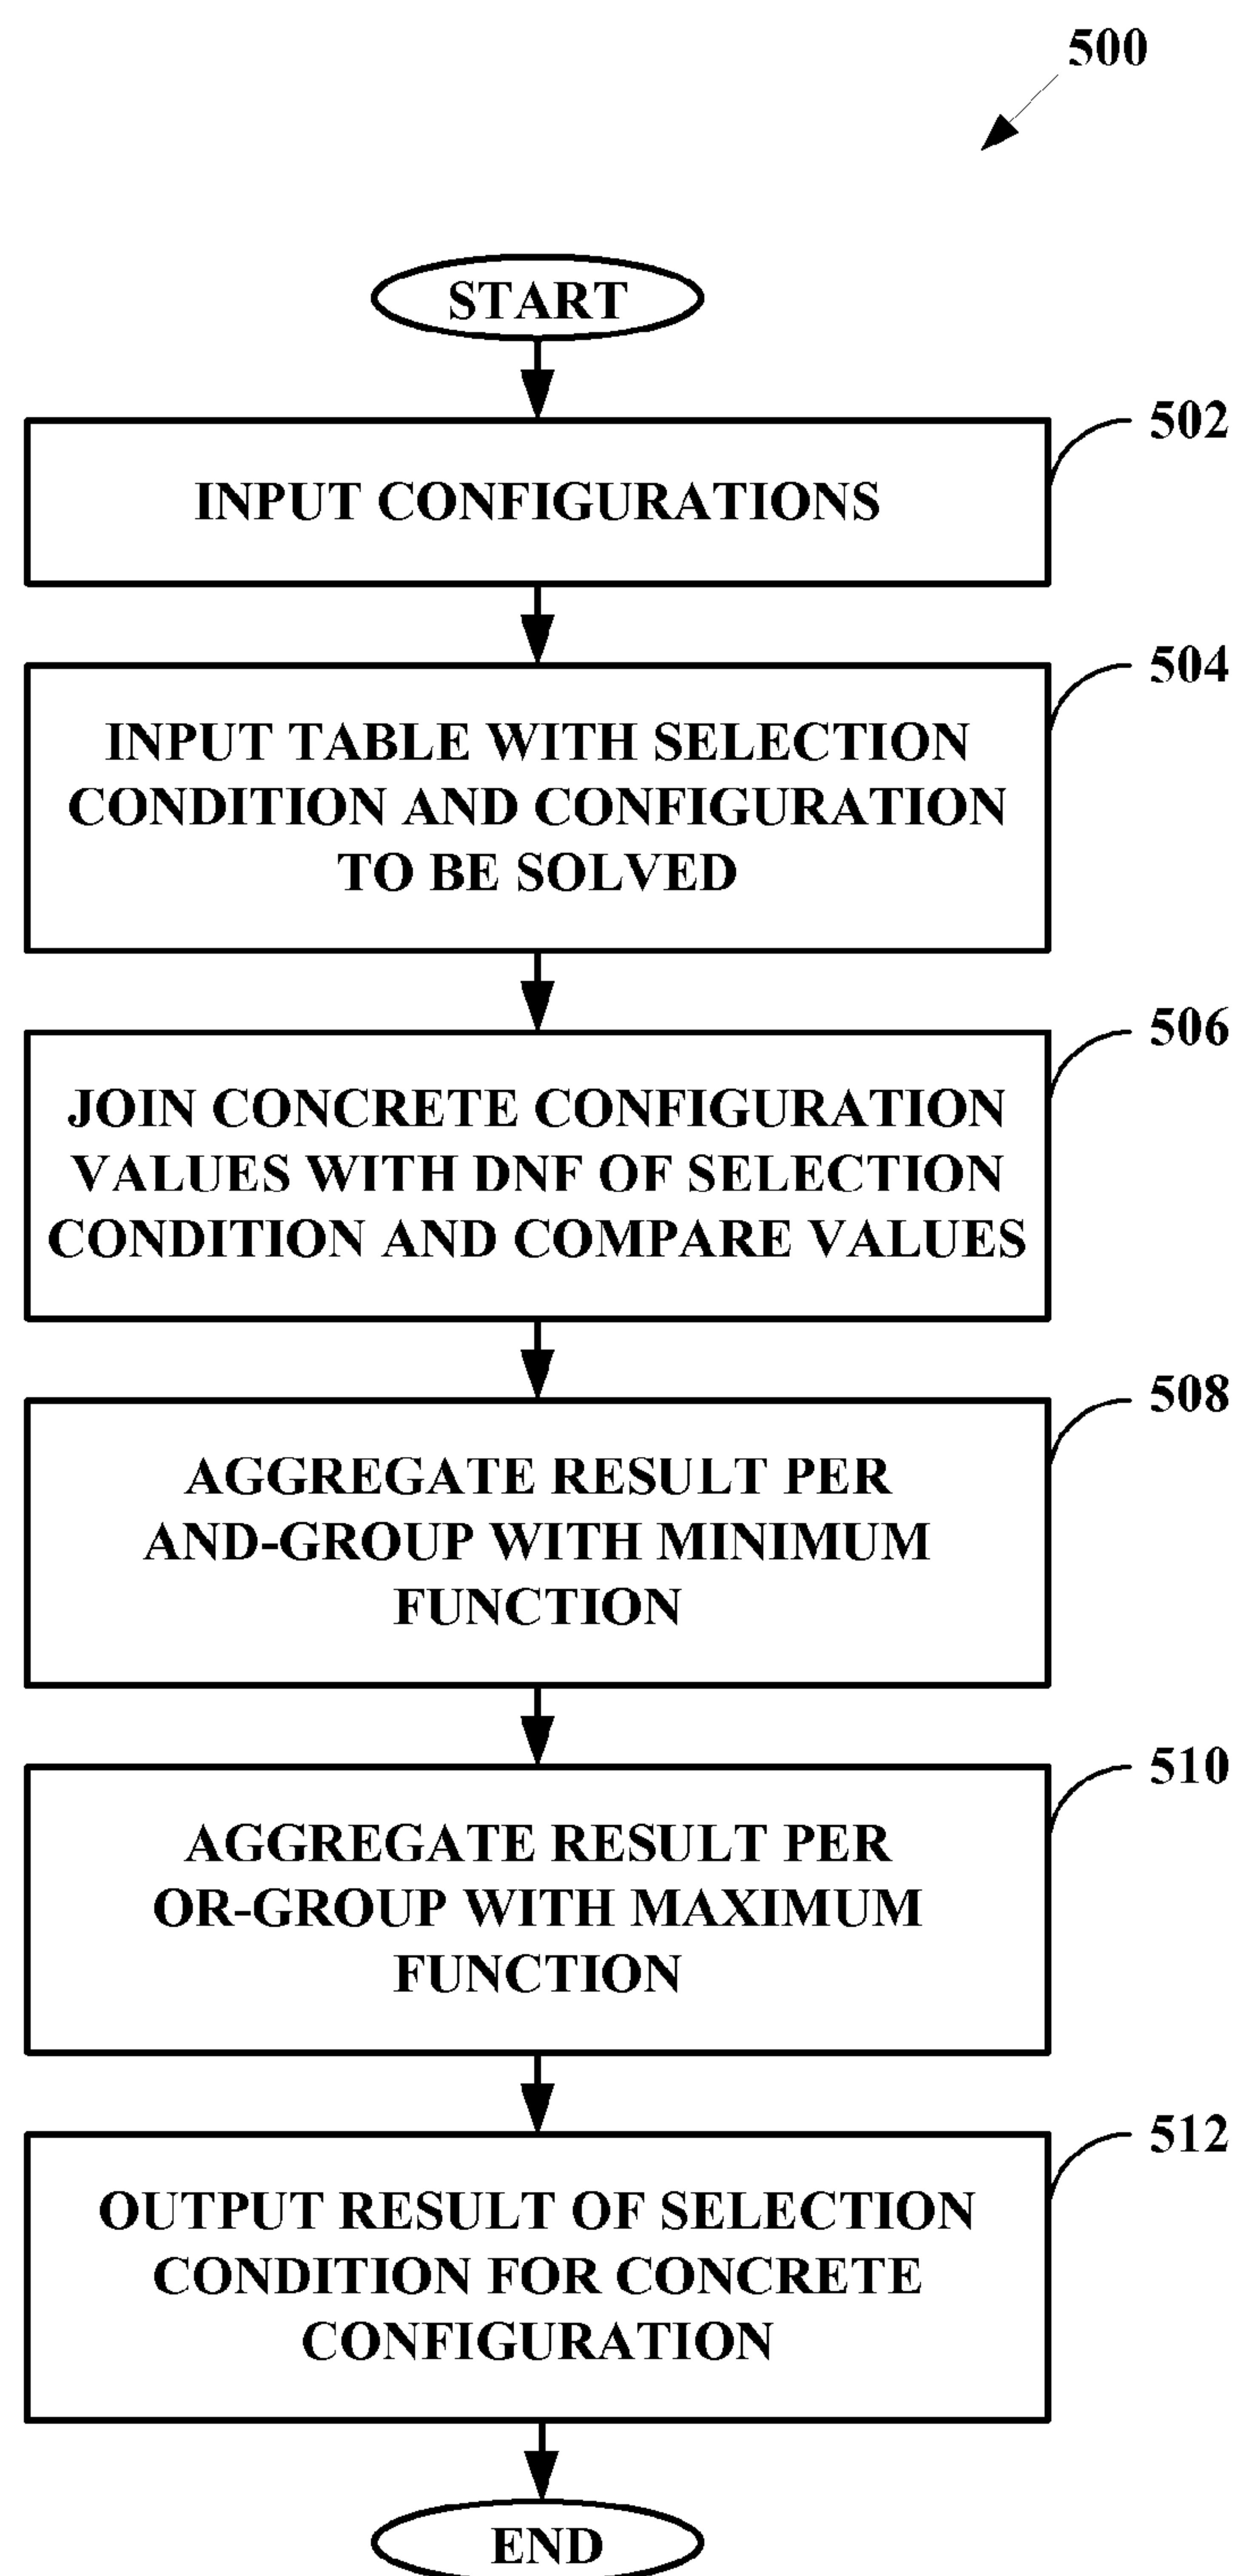 500
START
502
INPUT CONFIGURATIONS
504
INPUT TABLE WITH SELECTION
CONDITION AND CONFIGURATION
TO BE SOLVED
506
JOIN CONCRETE CONFIGURATION
VALUES WITH DNF OF SELECTION
CONDITION AND COMPARE VALUES
508
AGGREGATE RESULT PER
AND-GROUP WITH MINIMUM
FUNCTION
510
AGGREGATE RESULT PER
OR-GROUP WITH MAXIMUM
FUNCTION
512
OUTPUT RESULT OF SELECTION
CONDITION FOR CONCRETE
CONFIGURATION
END